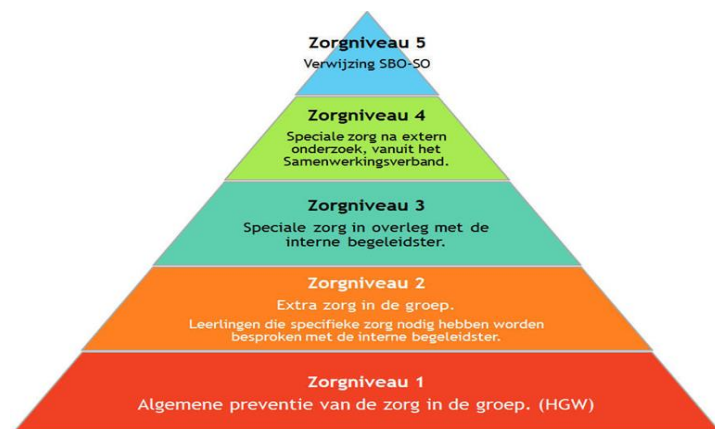 Zorgniveau 5
Verwijzing SBO-SO
Zorgniveau 4
Speciale zorg na extern
onderzoek, vanuit het
Samenwerkingsverband.
Zorgniveau 3
Speciale zorg in overleg met de
interne begeleidster.
Zorgniveau 2
Extra zorg in de groep.
Leerlingen die specifieke zorg nodig hebben worden
besproken met de interne begeleidster.
Zorgniveau 1
Algemene preventie van de zorg in de groep. (HGW)